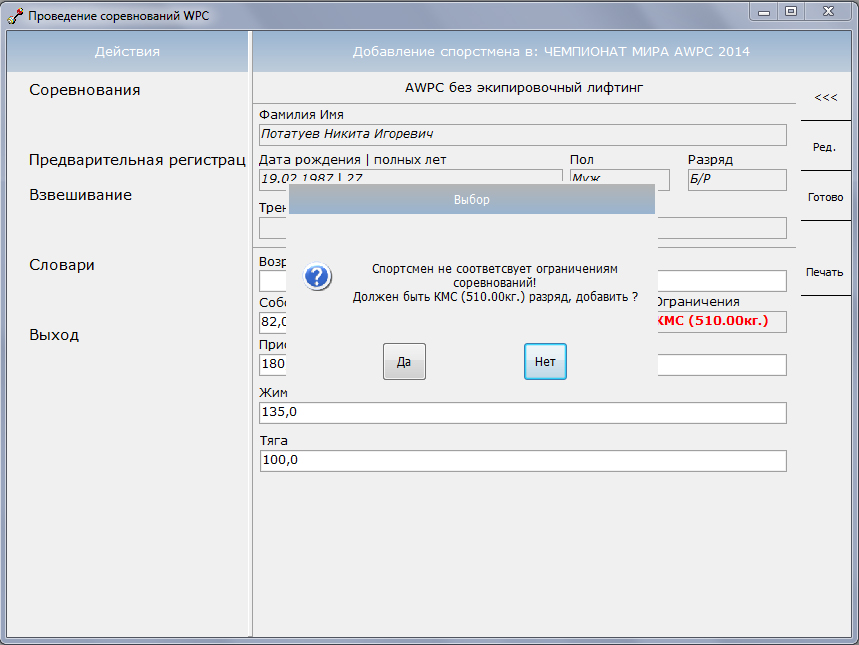 Проведение соревнований WPC
Действия
Добавление спорстмена в: ЧЕМПИОНАТ МИРА AWPC 2014
Соревнования
Предварительная регистрац
Взвешивание
Словари
Выход
AWPC без экипировочный лифтинг
Фамилия Имя
Потатуев Никита Игоревич
Дата рождения | полных лет
Пол
Разряд
19.02.1987 | 27
Муж
Б/Р
Трен
Возр
Собс
Ограничения
82,0
КМС (510.00кг.)
Прис
180
Жим
135,0
Тяга
100,0
Выбор
Спортсмен не соответсвует ограничениям
соревнований!
Должен быть КМС (510.00кг.) разряд, добавить ?
Да
Нет
<<<
Ред.
Готово
Печать